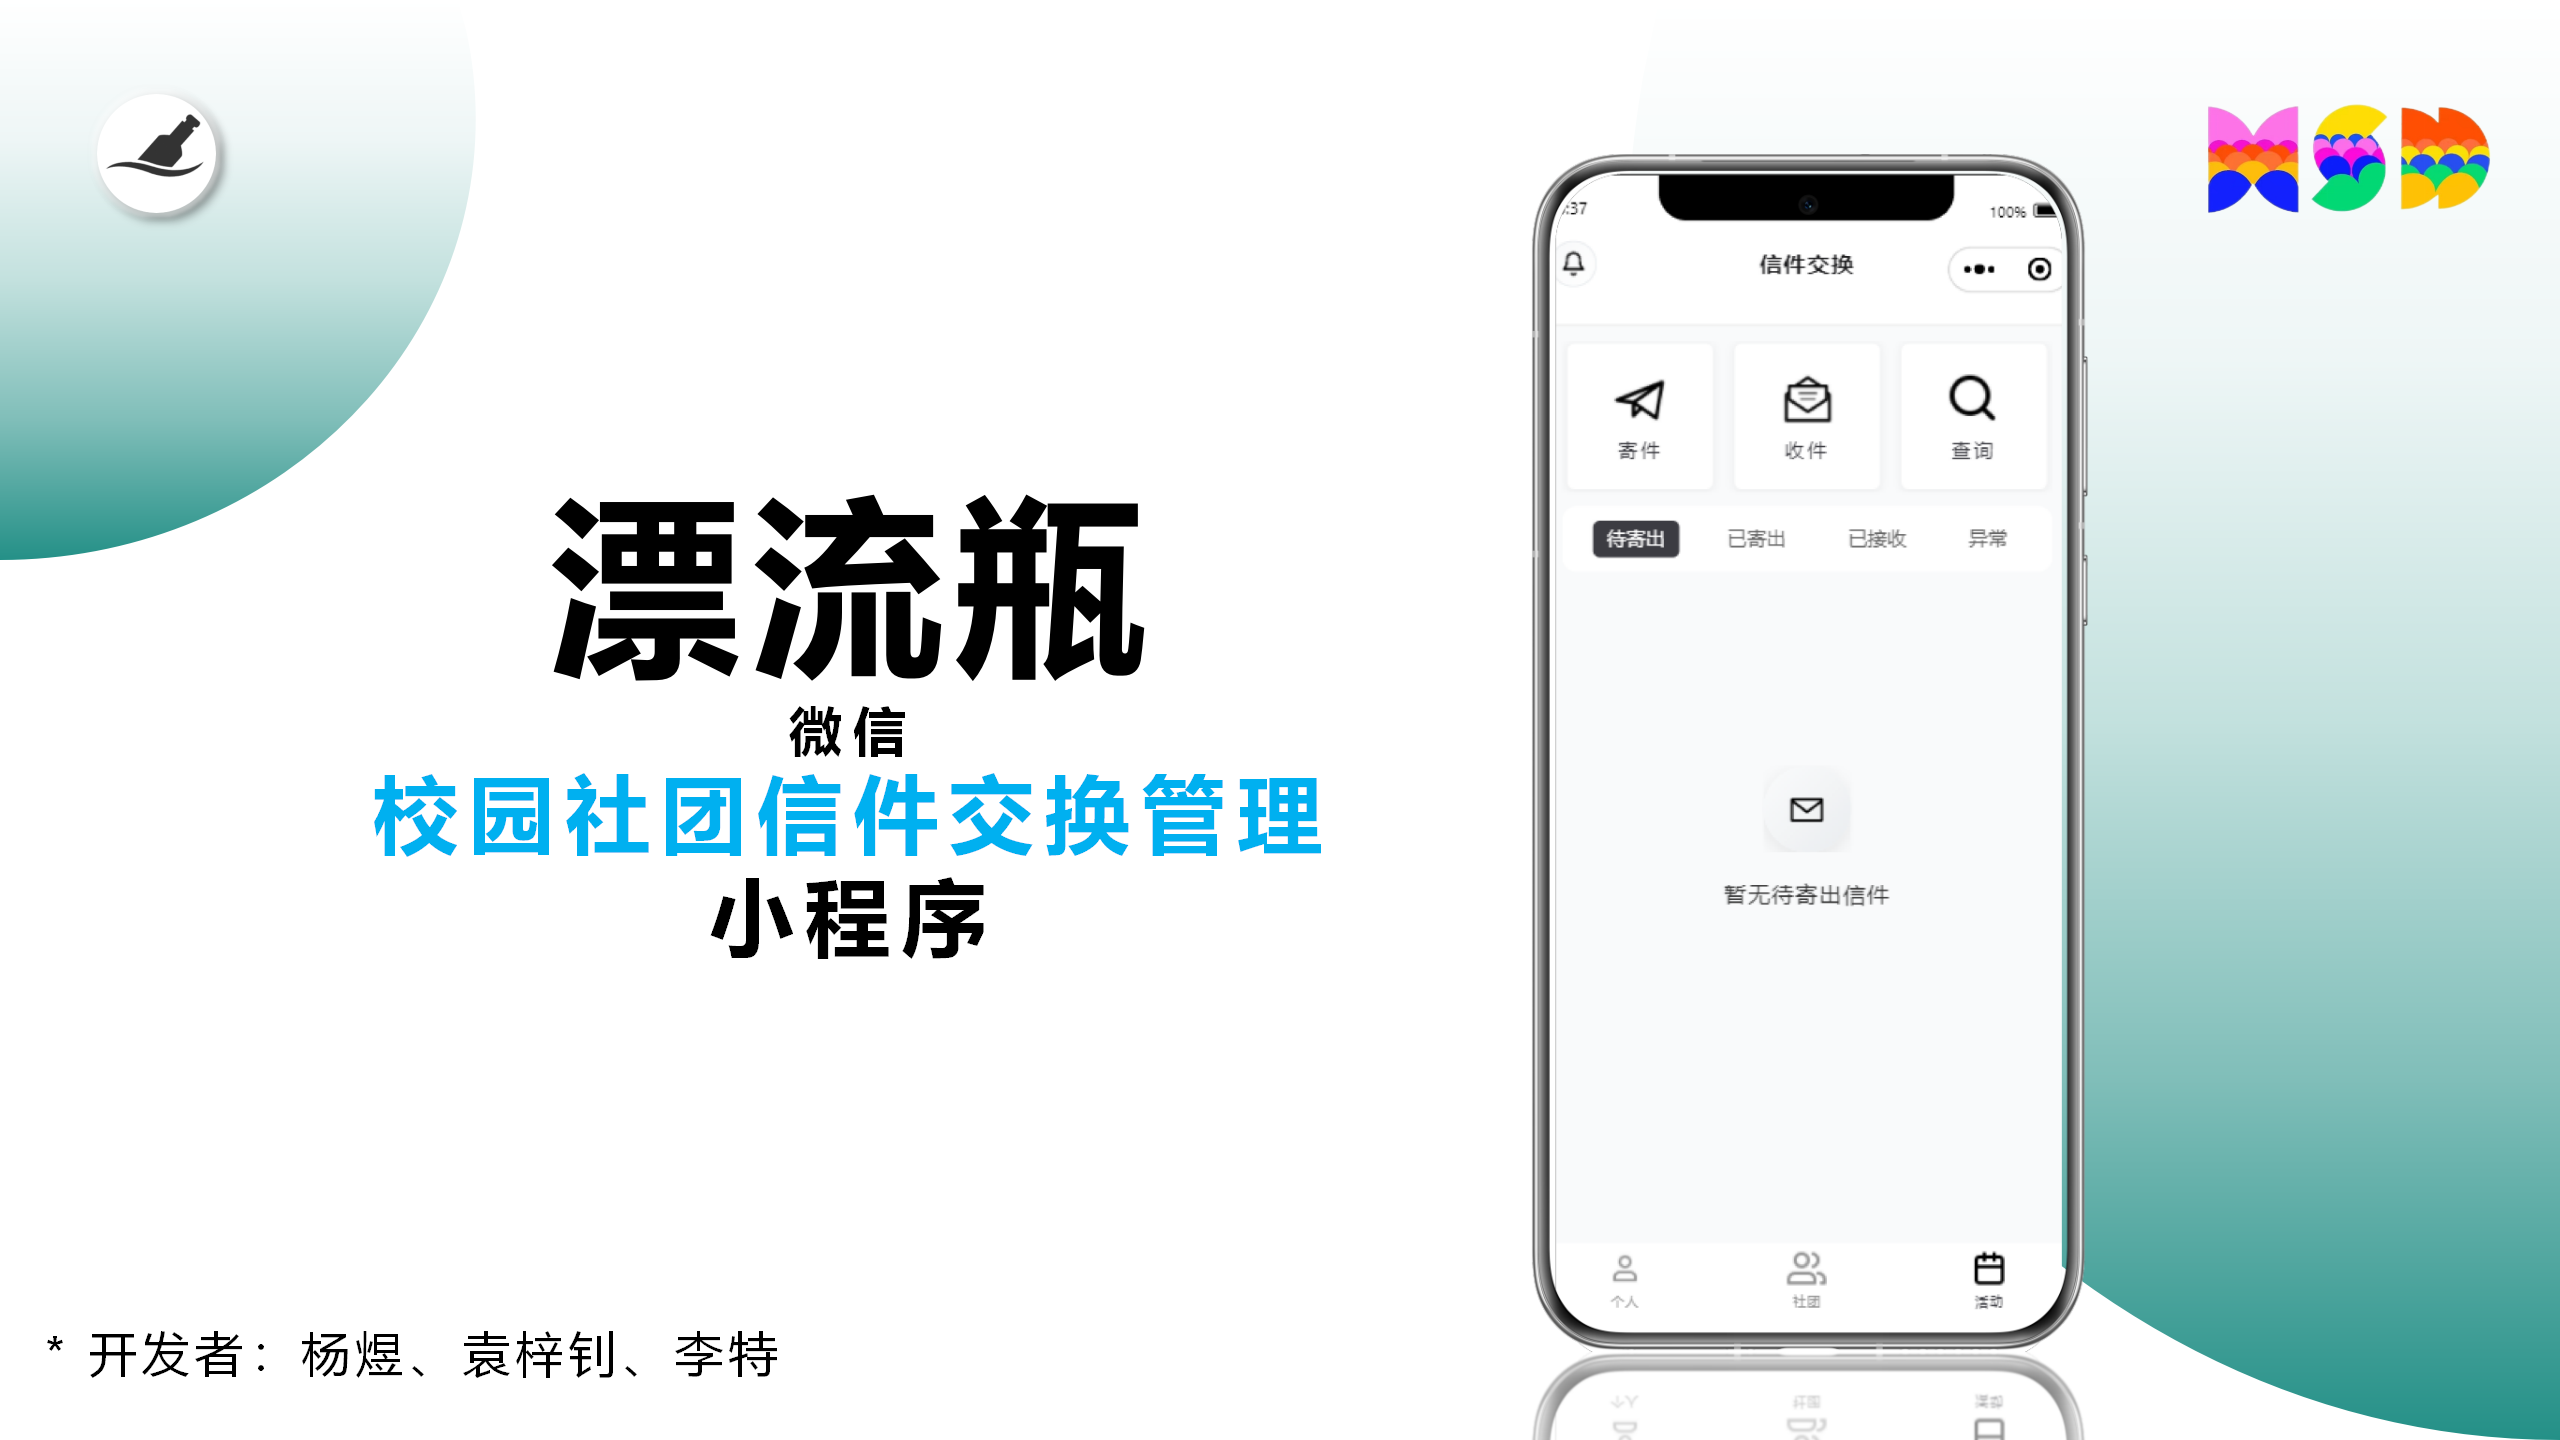 MSD
漂流瓶
微信
校园社团信件交换管理
小程序
* 开发者：杨煜、袁梓钊、李特
:37
100%
信件交换
寄件 收件 查询
待寄出 已寄出 已接收 异常
暂无待寄出信件
个人 社团 活动